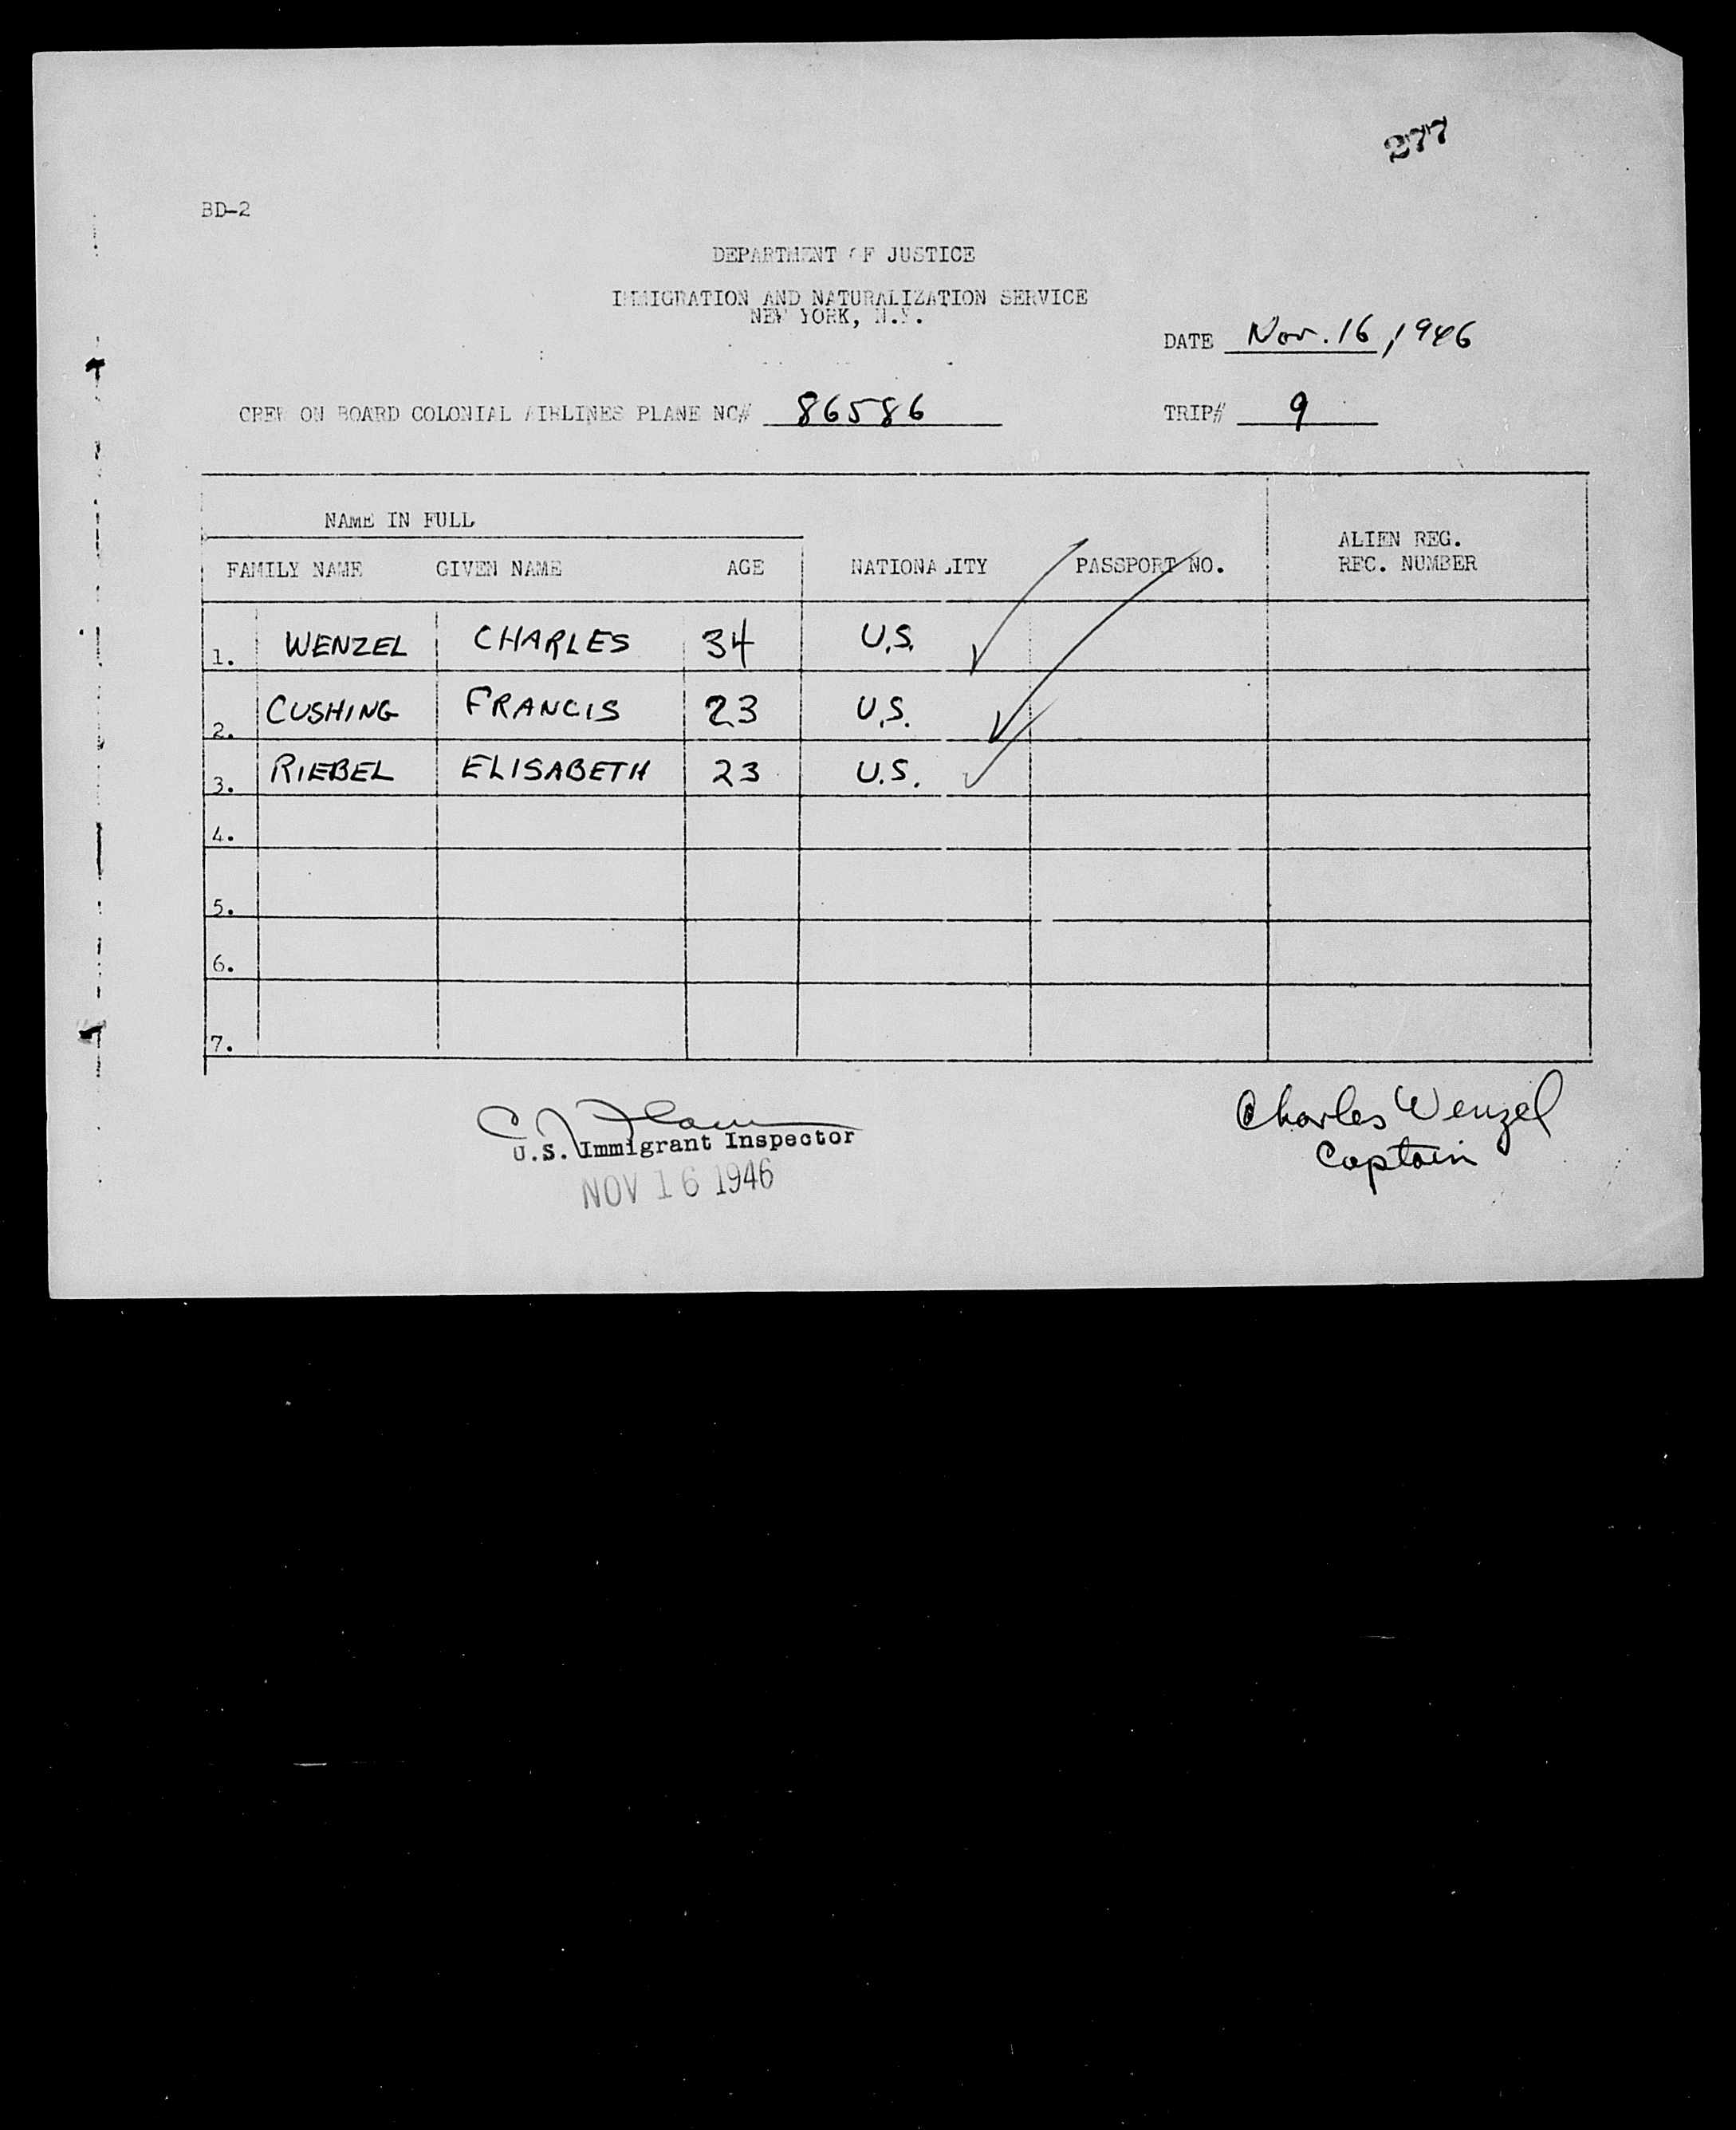 277
BD-2
DEPARTMENT OF JUSTICE
IMMIGRATION AND NATURALIZATION SERVICE
NEW YORK, N.Y.
DATE Nov. 16, 1946
CREW ON BOARD COLONIAL AIRLINES PLANE NC# 86586 TRIP# 9
NAME IN FULL
FAMILY NAME GIVEN NAME AGE NATIONALITY PASSPORT NO. ALIEN REG. REC. NUMBER
1. WENZEL CHARLES 34 U.S.
2. CUSHING FRANCIS 23 U.S.
3. RIEBEL ELISABETH 23 U.S.
4.
5.
6.
7.
Charles Wenzel
Captain
U.S. Immigrant Inspector
NOV 16 1946